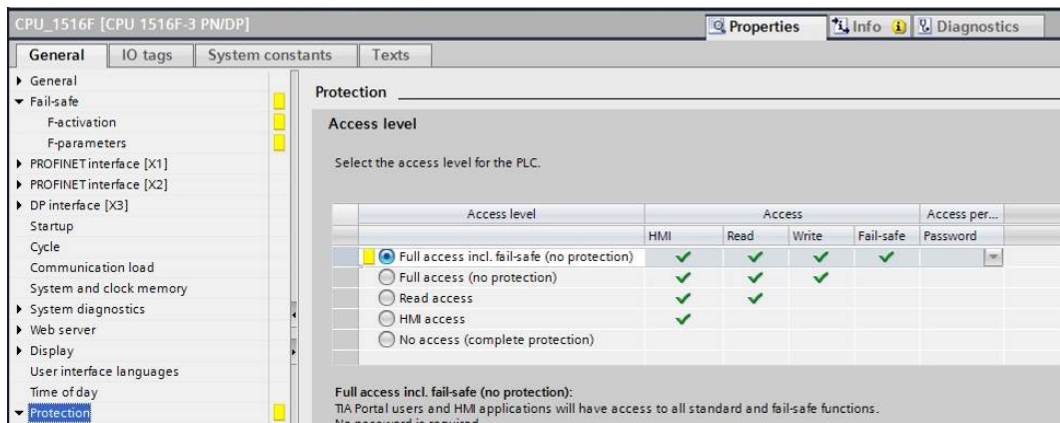 CPU_1516F [CPU 1516F-3 PN/DP]
Properties
Info
Diagnostics
General
IO tags
System constants
Texts
General
Fail-safe
F-activation
F-parameters
PROFINET interface [X1]
PROFINET interface [X2]
DP interface [X3]
Startup
Cycle
Communication load
System and clock memory
System diagnostics
Web server
Display
User interface languages
Time of day
Protection
Protection
Access level
Select the access level for the PLC.
Access level Access Access per...
HMI Read Write Fail-safe Password
Full access incl. fail-safe (no protection)
Full access (no protection)
Read access
HMI access
No access (complete protection)
Full access incl. fail-safe (no protection):
TIA Portal users and HMI applications will have access to all standard and fail-safe functions.
No password is required.